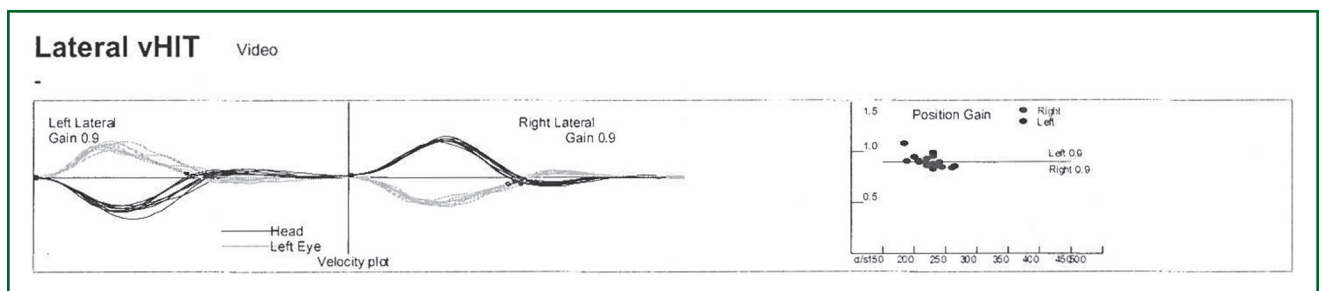 Lateral vHIT Video
-
Left Lateral
Gain 0.9
Right Lateral
Gain 0.9
Head
Left Eye
Velocity plot
Position Gain
Right
Left
1.5
1.0
0.5
Left 0.9
Right 0.9
d/s150 200 250 300 350 400 450500